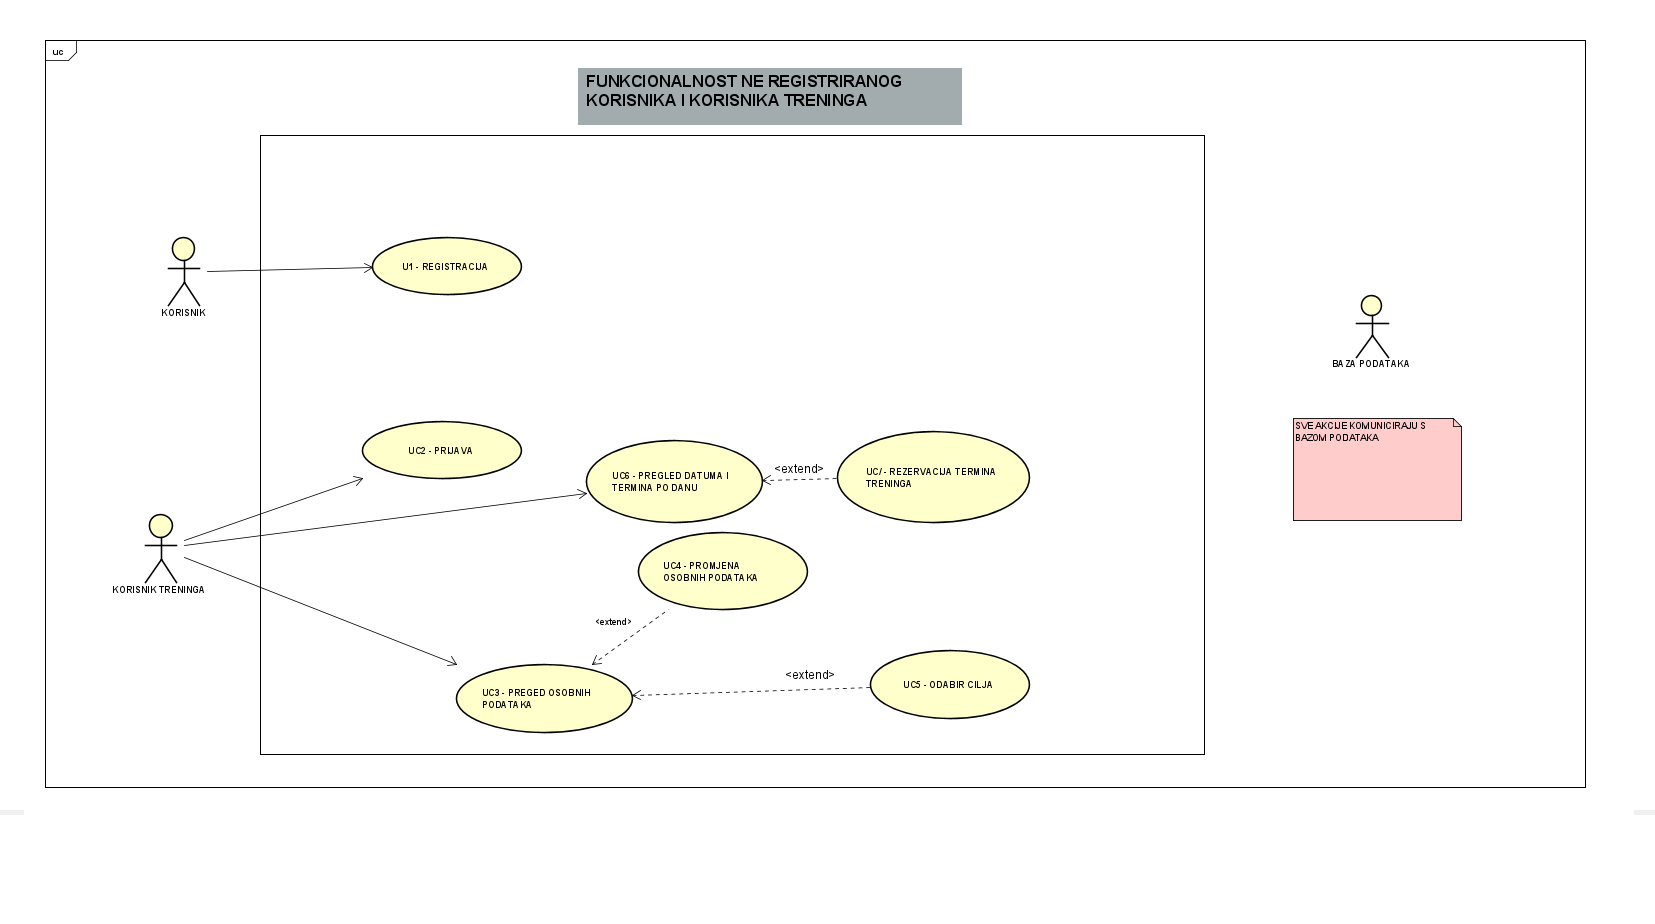 uc
FUNKCIONALNOST NE REGISTRIRANOG
KORISNIKA I KORISNIKA TRENINGA
U1 - REGISTRACIJA
KORISNIK
BAZA PODATAKA
SVE AKCIJE KOMUNICIRAJU S
BAZOM PODATAKA
UC2 - PRIJAVA
UC6 - PREGLED DATUMA I
TERMINA PO DANU
<extend>
UC/ - REZERVACIJA TERMINA
TRENINGA
KORISNIK TRENINGA
UC4 - PROMJENA
OSOBNIH PODATAKA
<extend>
UC3 - PREGED OSOBNIH
PODATAKA
<extend>
UC5 - ODABIR CILJA